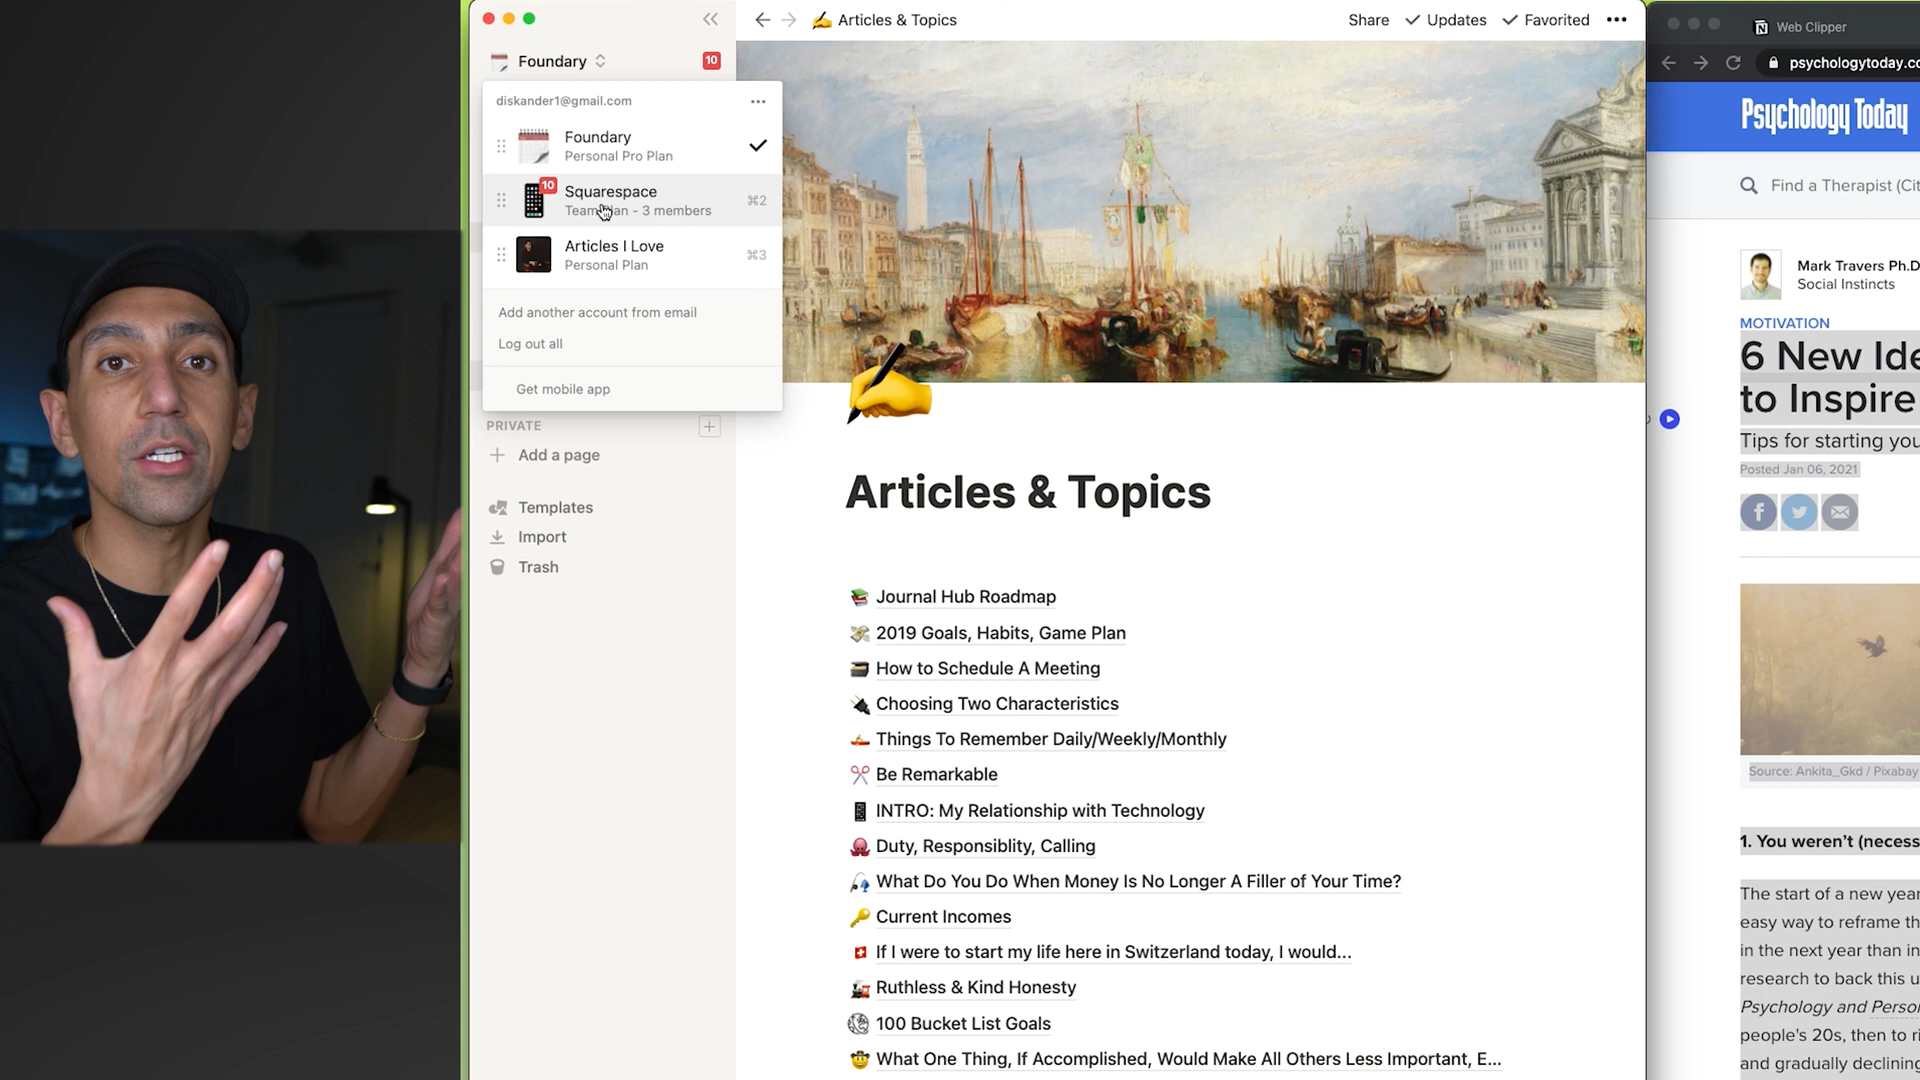 Articles & Topics
Share
Updates
Favorited
Foundary
10
diskander1@gmail.com
Foundary
Personal Pro Plan
10
Squarespace
⌘2
Team Plan - 3 members
Articles I Love
⌘3
Personal Plan
Add another account from email
Log out all
Get mobile app
PRIVATE
Add a page
Templates
Import
Trash
Articles & Topics
Journal Hub Roadmap
2019 Goals, Habits, Game Plan
How to Schedule A Meeting
Choosing Two Characteristics
Things To Remember Daily/Weekly/Monthly
Be Remarkable
INTRO: My Relationship with Technology
Duty, Responsiblity, Calling
What Do You Do When Money Is No Longer A Filler of Your Time?
Current Incomes
If I were to start my life here in Switzerland today, I would...
Ruthless & Kind Honesty
100 Bucket List Goals
What One Thing, If Accomplished, Would Make All Others Less Important, E...
Web Clipper
psychologytoday.co
Psychology Today
Find a Therapist (Cit
Mark Travers Ph.D
Social Instincts
MOTIVATION
6 New Ide
to Inspire
Tips for starting you
Posted Jan 06, 2021
Source: Ankita_Gkd / Pixabay
1. You weren't (necess
The start of a new year
easy way to reframe th
in the next year than in
research to back this u
Psychology and Perso
people's 20s, then to ri
and gradually declining